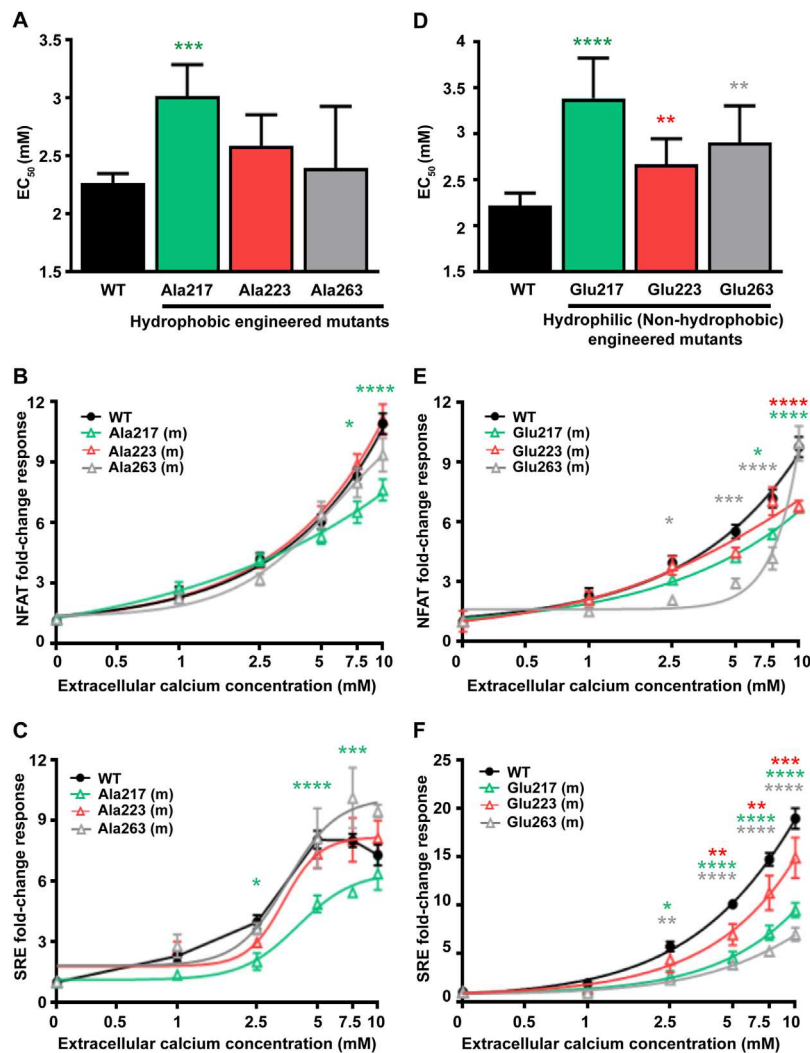 A
***
3.5
3
2.5
2
1.5
EC50 (mM)
WT
Ala217
Ala223
Ala263
Hydrophobic engineered mutants
D
****
**
**
4
3.5
3
2.5
2
1.5
EC50 (mM)
WT
Glu217
Glu223
Glu263
Hydrophilic (Non-hydrophobic)
engineered mutants
B
****
*
WT
Ala217 (m)
Ala223 (m)
Ala263 (m)
12
9
6
3
0
NFAT fold-change response
0
0.5
1
2.5
5
7.5
10
Extracellular calcium concentration (mM)
E
****
****
*
****
***
*
WT
Glu217 (m)
Glu223 (m)
Glu263 (m)
12
9
6
3
0
NFAT fold-change response
0
0.5
1
2.5
5
7.5
10
Extracellular calcium concentration (mM)
C
***
****
*
WT
Ala217 (m)
Ala223 (m)
Ala263 (m)
12
9
6
3
0
SRE fold-change response
0
0.5
1
2.5
5
7.5
10
Extracellular calcium concentration (mM)
F
***
****
****
**
****
****
**
****
****
*
**
WT
Glu217 (m)
Glu223 (m)
Glu263 (m)
25
20
15
10
5
0
SRE fold-change response
0
0.5
1
2.5
5
7.5
10
Extracellular calcium concentration (mM)